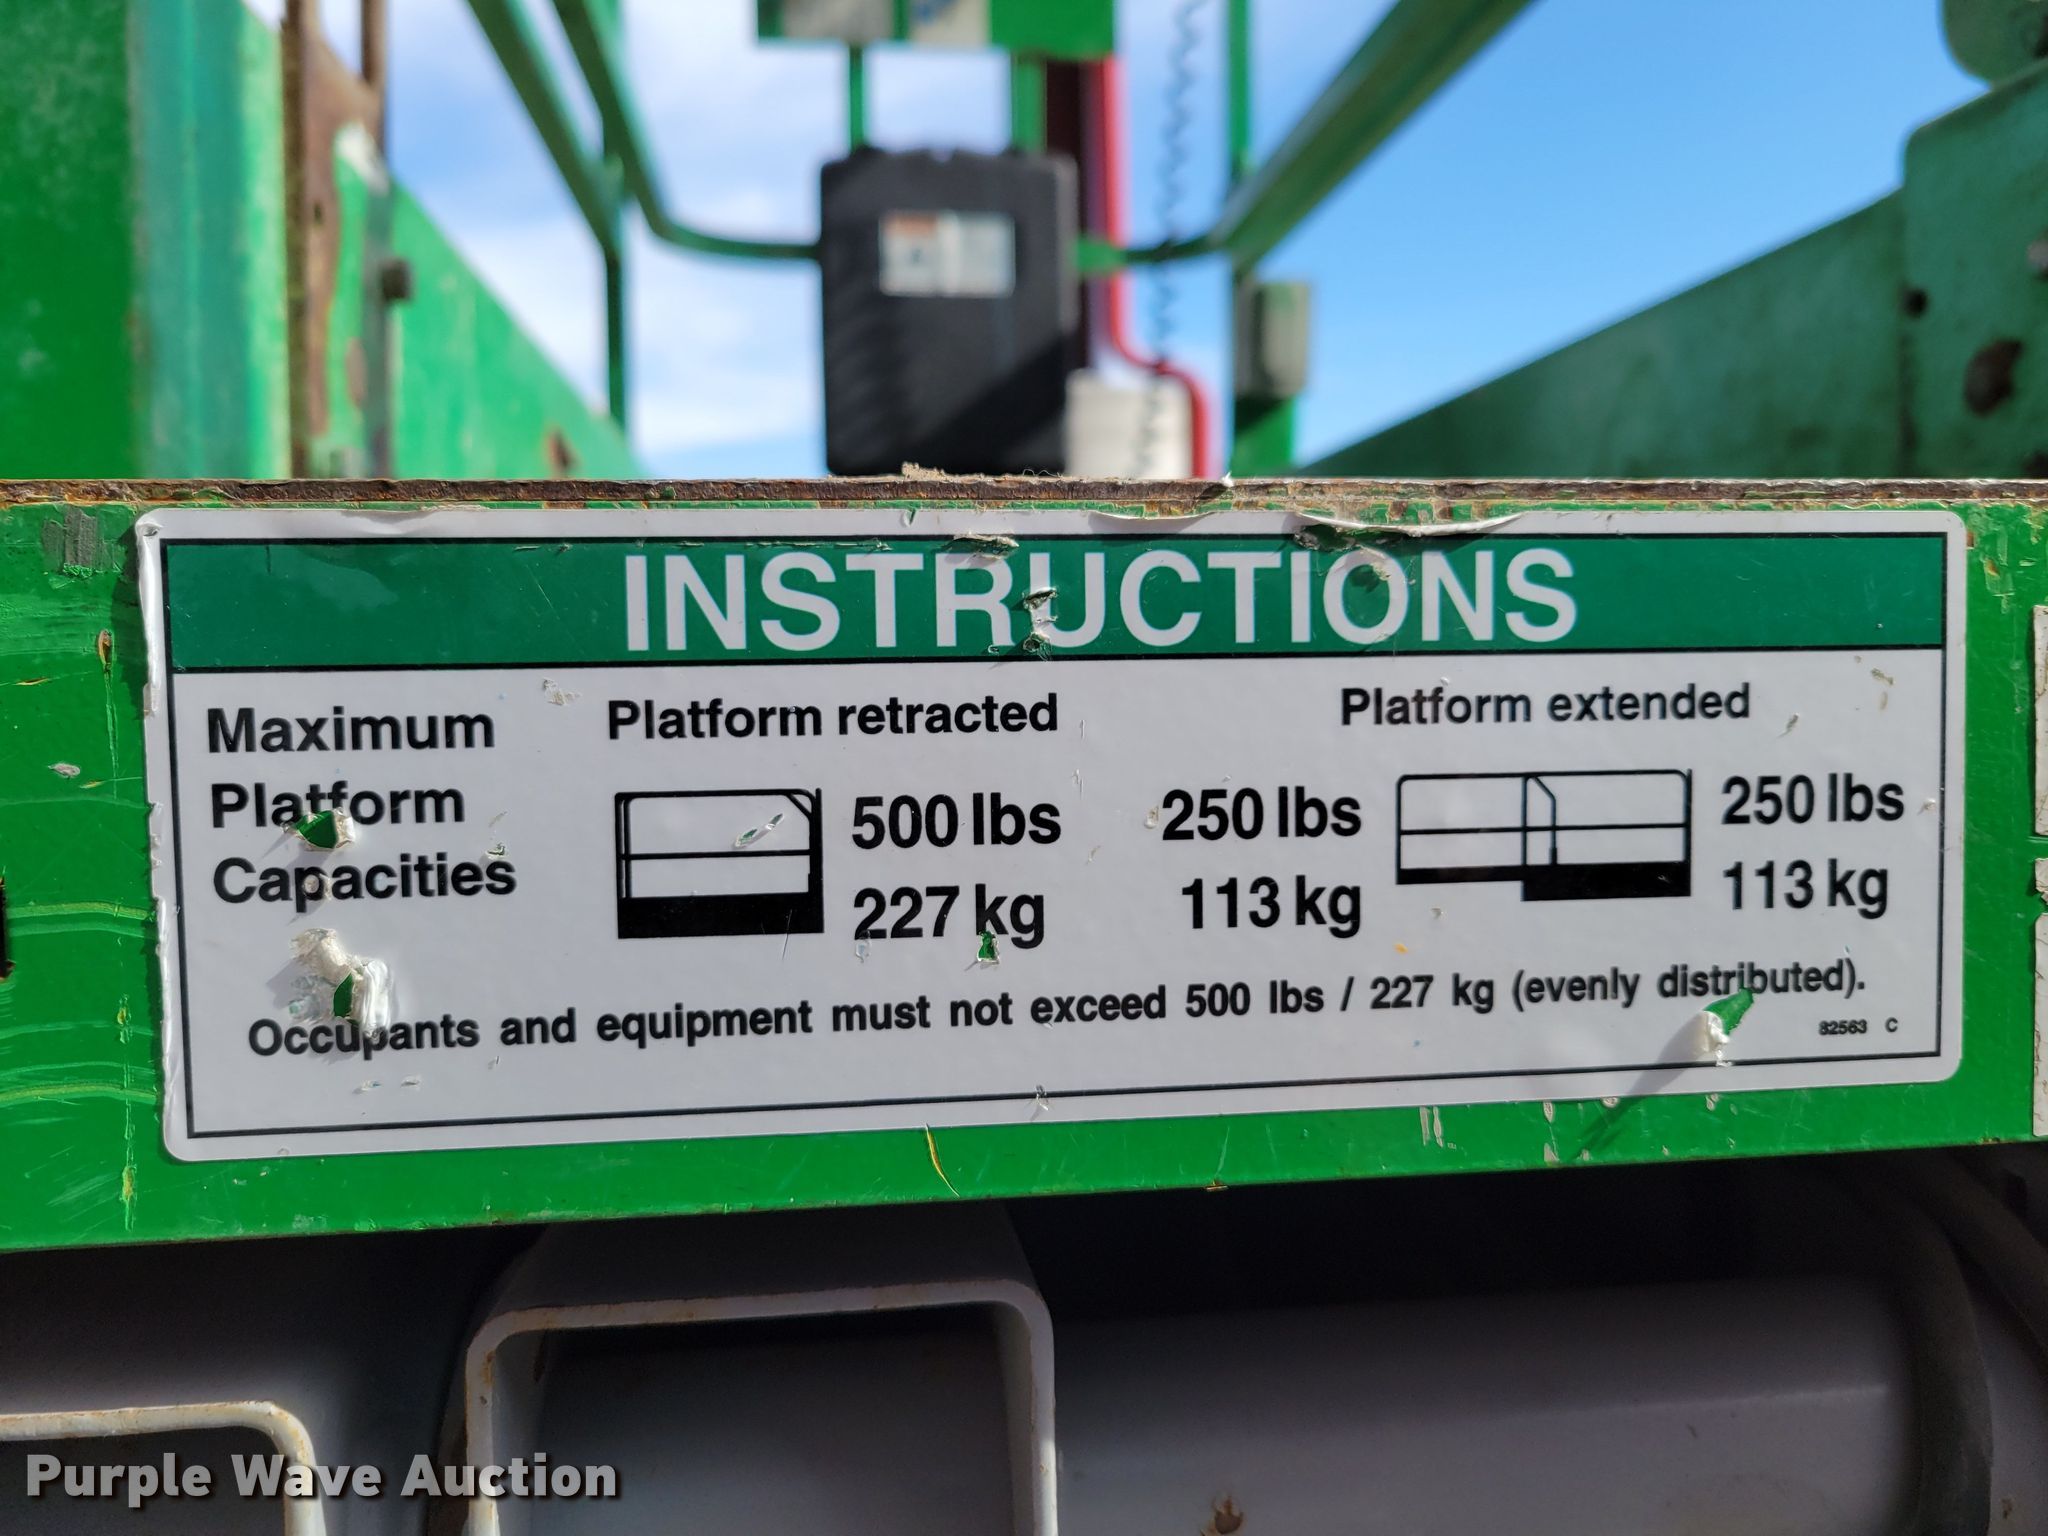 INSTRUCTIONS
Maximum
Platform
Capacities
Platform retracted
500 lbs
227 kg
Platform extended
250 lbs
113 kg
250 lbs
113 kg
Occupants and equipment must not exceed 500 lbs / 227 kg (evenly distributed).
82563 C
Purple Wave Auction